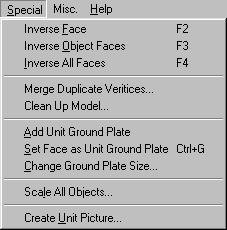 Special Misc. Help
Inverse Face F2
Inverse Object Faces F3
Inverse All Faces F4
Merge Duplicate Veritices...
Clean Up Model...
Add Unit Ground Plate
Set Face as Unit Ground Plate Ctrl+G
Change Ground Plate Size...
Scale All Objects...
Create Unit Picture...